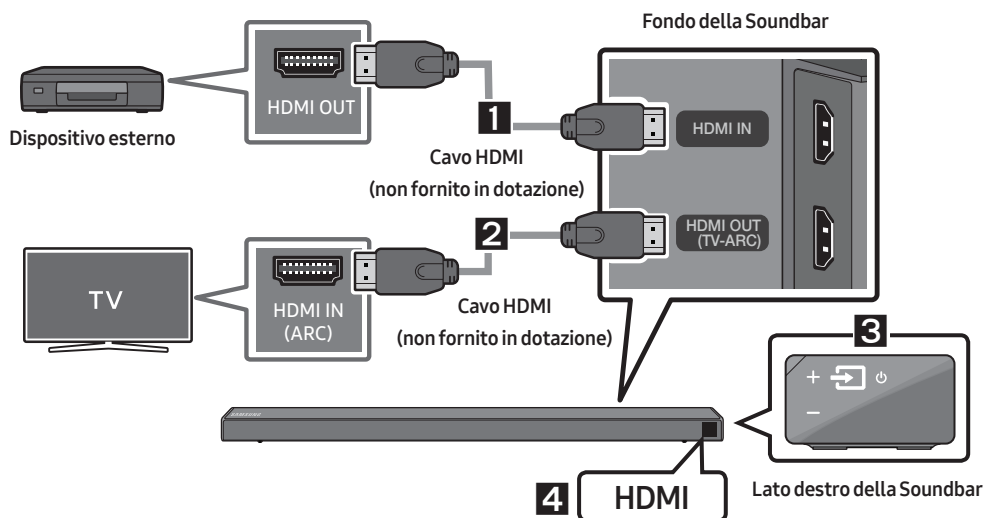 Fondo della Soundbar
HDMI OUT
Dispositivo esterno
1
HDMI IN
Cavo HDMI
(non fornito in dotazione)
2
HDMI OUT
(TV-ARC)
TV
HDMI IN
(ARC)
Cavo HDMI
(non fornito in dotazione)
3
+
−
SAMSUNG
4
HDMI
Lato destro della Soundbar